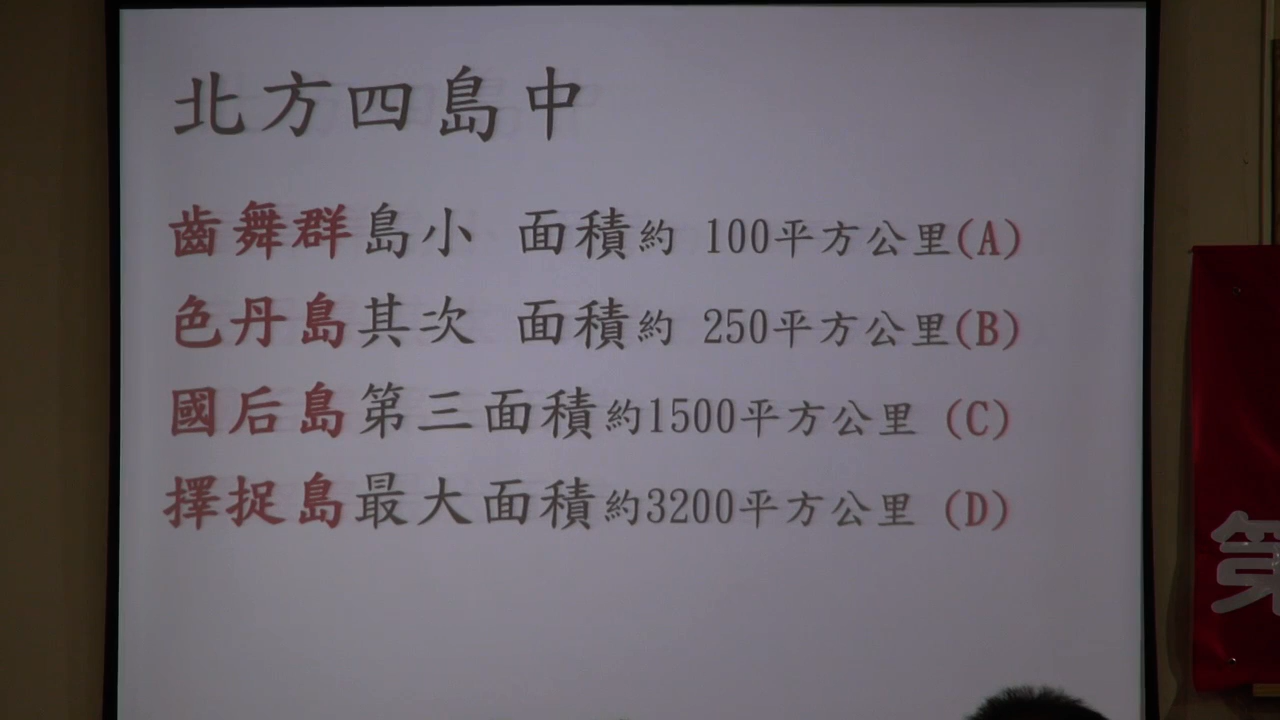 北方四島中
齒舞群島小 面積約 100平方公里(A)
色丹島其次 面積約 250平方公里(B)
國后島第三面積約1500平方公里 (C)
擇捉島最大面積約3200平方公里 (D)
第